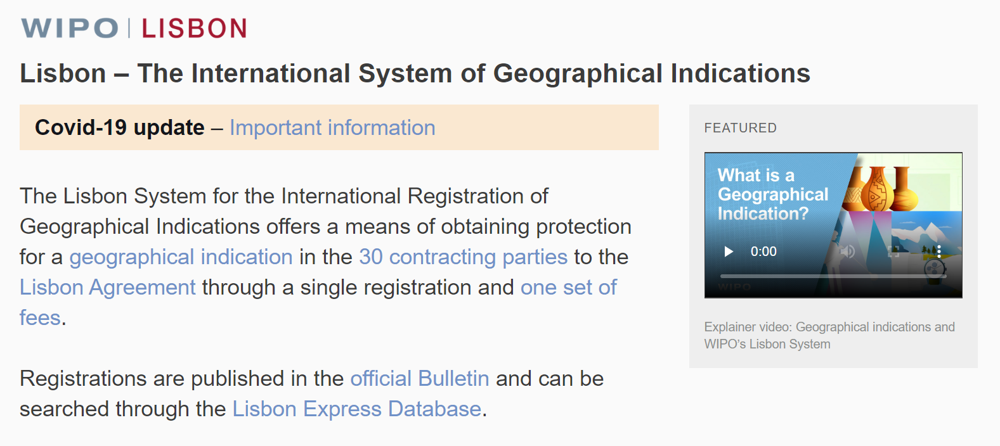 WIPO | LISBON
Lisbon – The International System of Geographical Indications
Covid-19 update – Important information
The Lisbon System for the International Registration of
Geographical Indications offers a means of obtaining protection
for a geographical indication in the 30 contracting parties to the
Lisbon Agreement through a single registration and one set of
fees.
Registrations are published in the official Bulletin and can be
searched through the Lisbon Express Database.
FEATURED
What is a
Geographical
Indication?
0:00
WIPO
Explainer video: Geographical indications and
WIPO’s Lisbon System